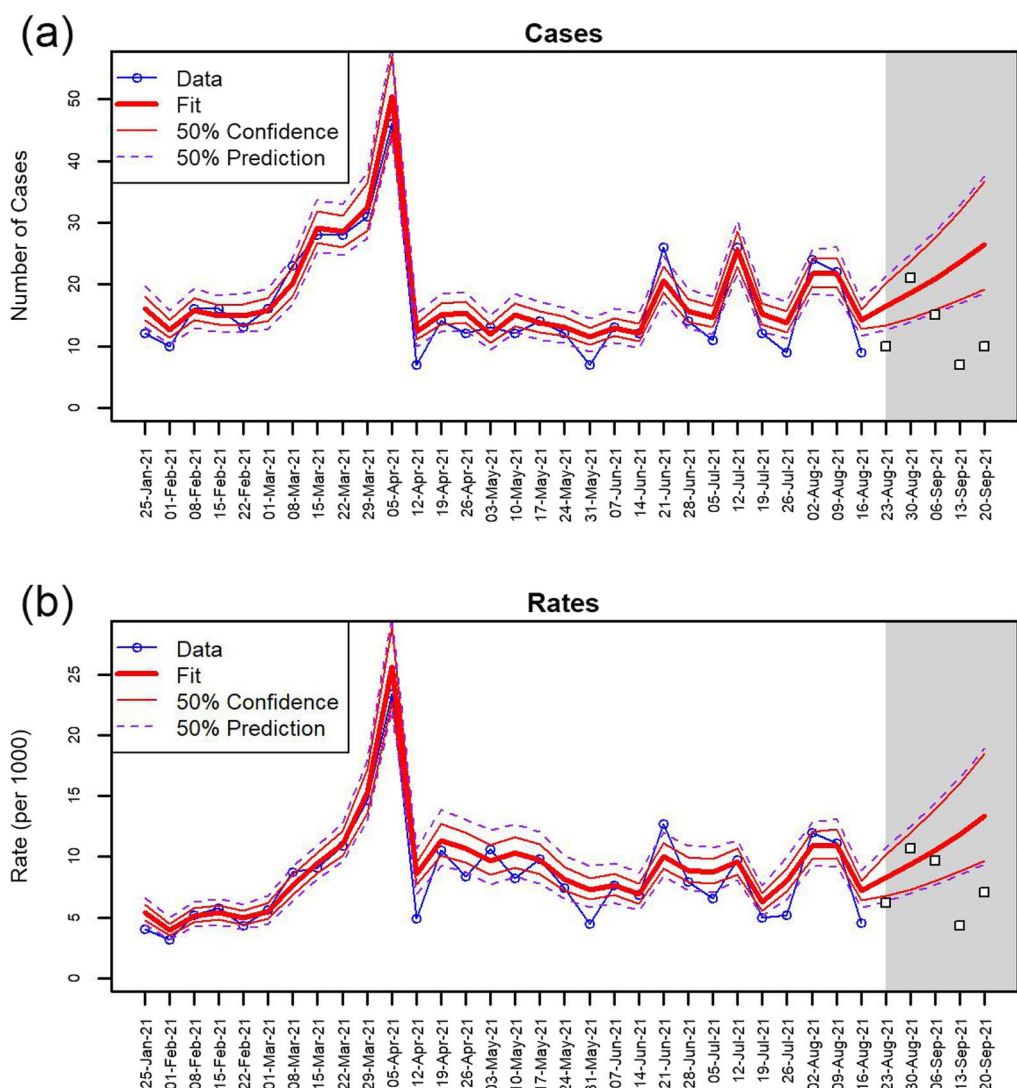 (a)
Cases
Data
Fit
50% Confidence
50% Prediction
Number of Cases
50
40
30
20
10
0
25-Jan-21
01-Feb-21
08-Feb-21
15-Feb-21
22-Feb-21
01-Mar-21
08-Mar-21
15-Mar-21
22-Mar-21
29-Mar-21
05-Apr-21
12-Apr-21
19-Apr-21
26-Apr-21
03-May-21
10-May-21
17-May-21
24-May-21
31-May-21
07-Jun-21
14-Jun-21
21-Jun-21
28-Jun-21
05-Jul-21
12-Jul-21
19-Jul-21
26-Jul-21
02-Aug-21
09-Aug-21
16-Aug-21
23-Aug-21
30-Aug-21
06-Sep-21
13-Sep-21
20-Sep-21
(b)
Rates
Data
Fit
50% Confidence
50% Prediction
Rate (per 1000)
25
20
15
10
5
0
25-Jan-21
01-Feb-21
08-Feb-21
15-Feb-21
22-Feb-21
01-Mar-21
08-Mar-21
15-Mar-21
22-Mar-21
29-Mar-21
05-Apr-21
12-Apr-21
19-Apr-21
26-Apr-21
03-May-21
10-May-21
17-May-21
24-May-21
31-May-21
07-Jun-21
14-Jun-21
21-Jun-21
28-Jun-21
05-Jul-21
12-Jul-21
19-Jul-21
26-Jul-21
02-Aug-21
09-Aug-21
16-Aug-21
23-Aug-21
30-Aug-21
06-Sep-21
13-Sep-21
20-Sep-21